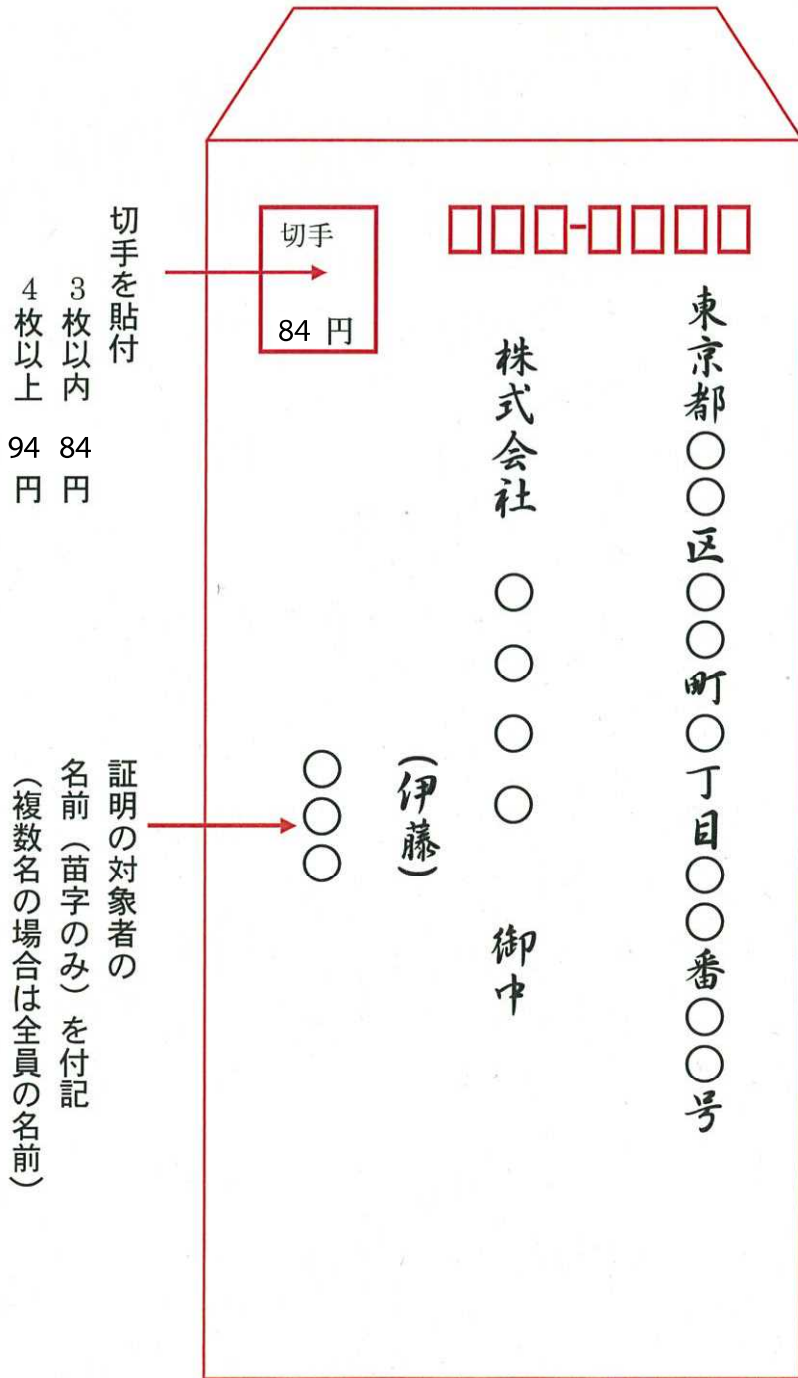 □□□-□□□□
東京都○○区○○町○丁目○○番○○号
株式会社 ○○○○ 御中
(伊藤)
○○○
切手
84 円
切手を貼付
3枚以内 84円
4枚以上 94円
証明の対象者の
名前(苗字のみ)を付記
(複数名の場合は全員の名前)